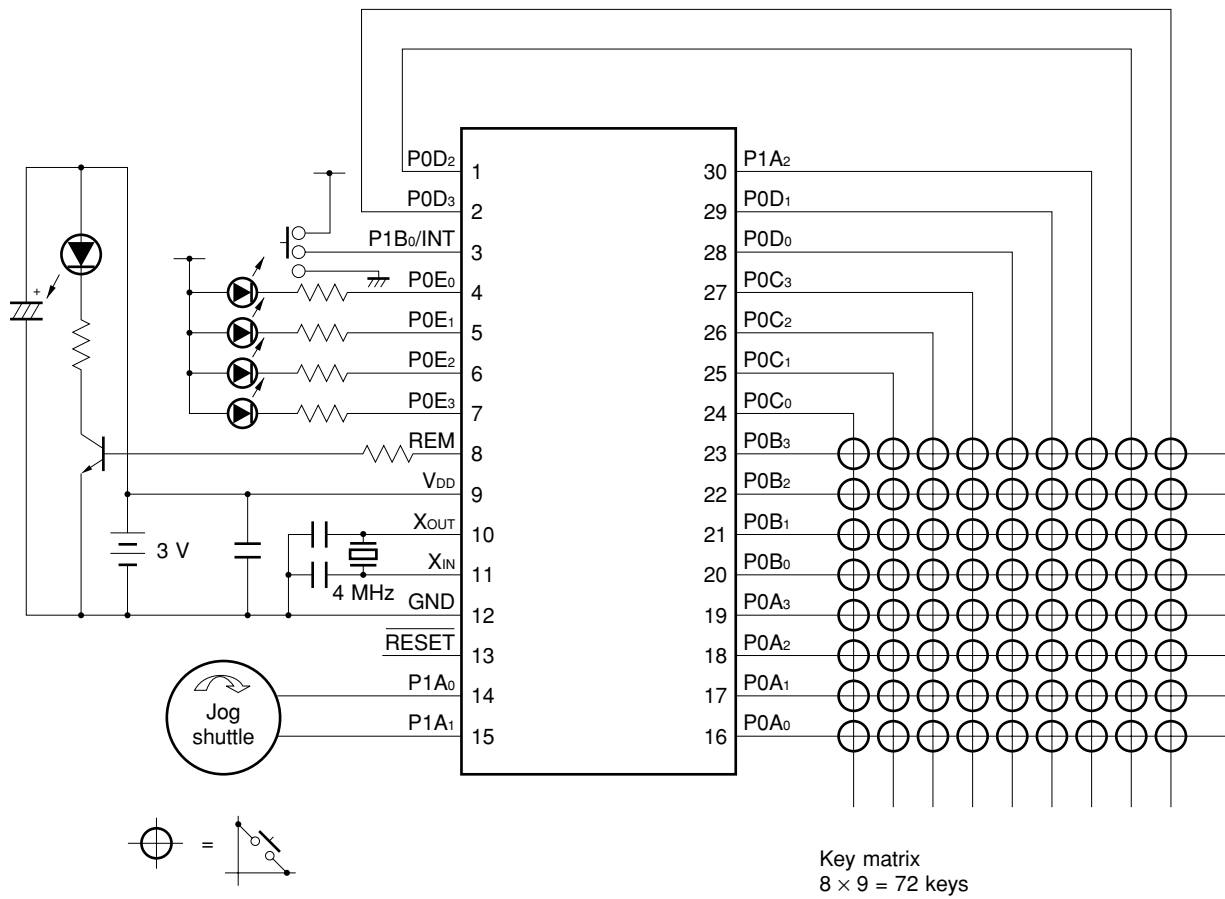 P0D2 1
P0D3 2
P1B0/INT 3
P0E0 4
P0E1 5
P0E2 6
P0E3 7
REM 8
VDD 9
XOUT 10
XIN 11
GND 12
RESET 13
P1A0 14
P1A1 15
30 P1A2
29 P0D1
28 P0D0
27 P0C3
26 P0C2
25 P0C1
24 P0C0
23 P0B3
22 P0B2
21 P0B1
20 P0B0
19 P0A3
18 P0A2
17 P0A1
16 P0A0
+
3 V
4 MHz
Jog
shuttle
=
Key matrix
8 × 9 = 72 keys